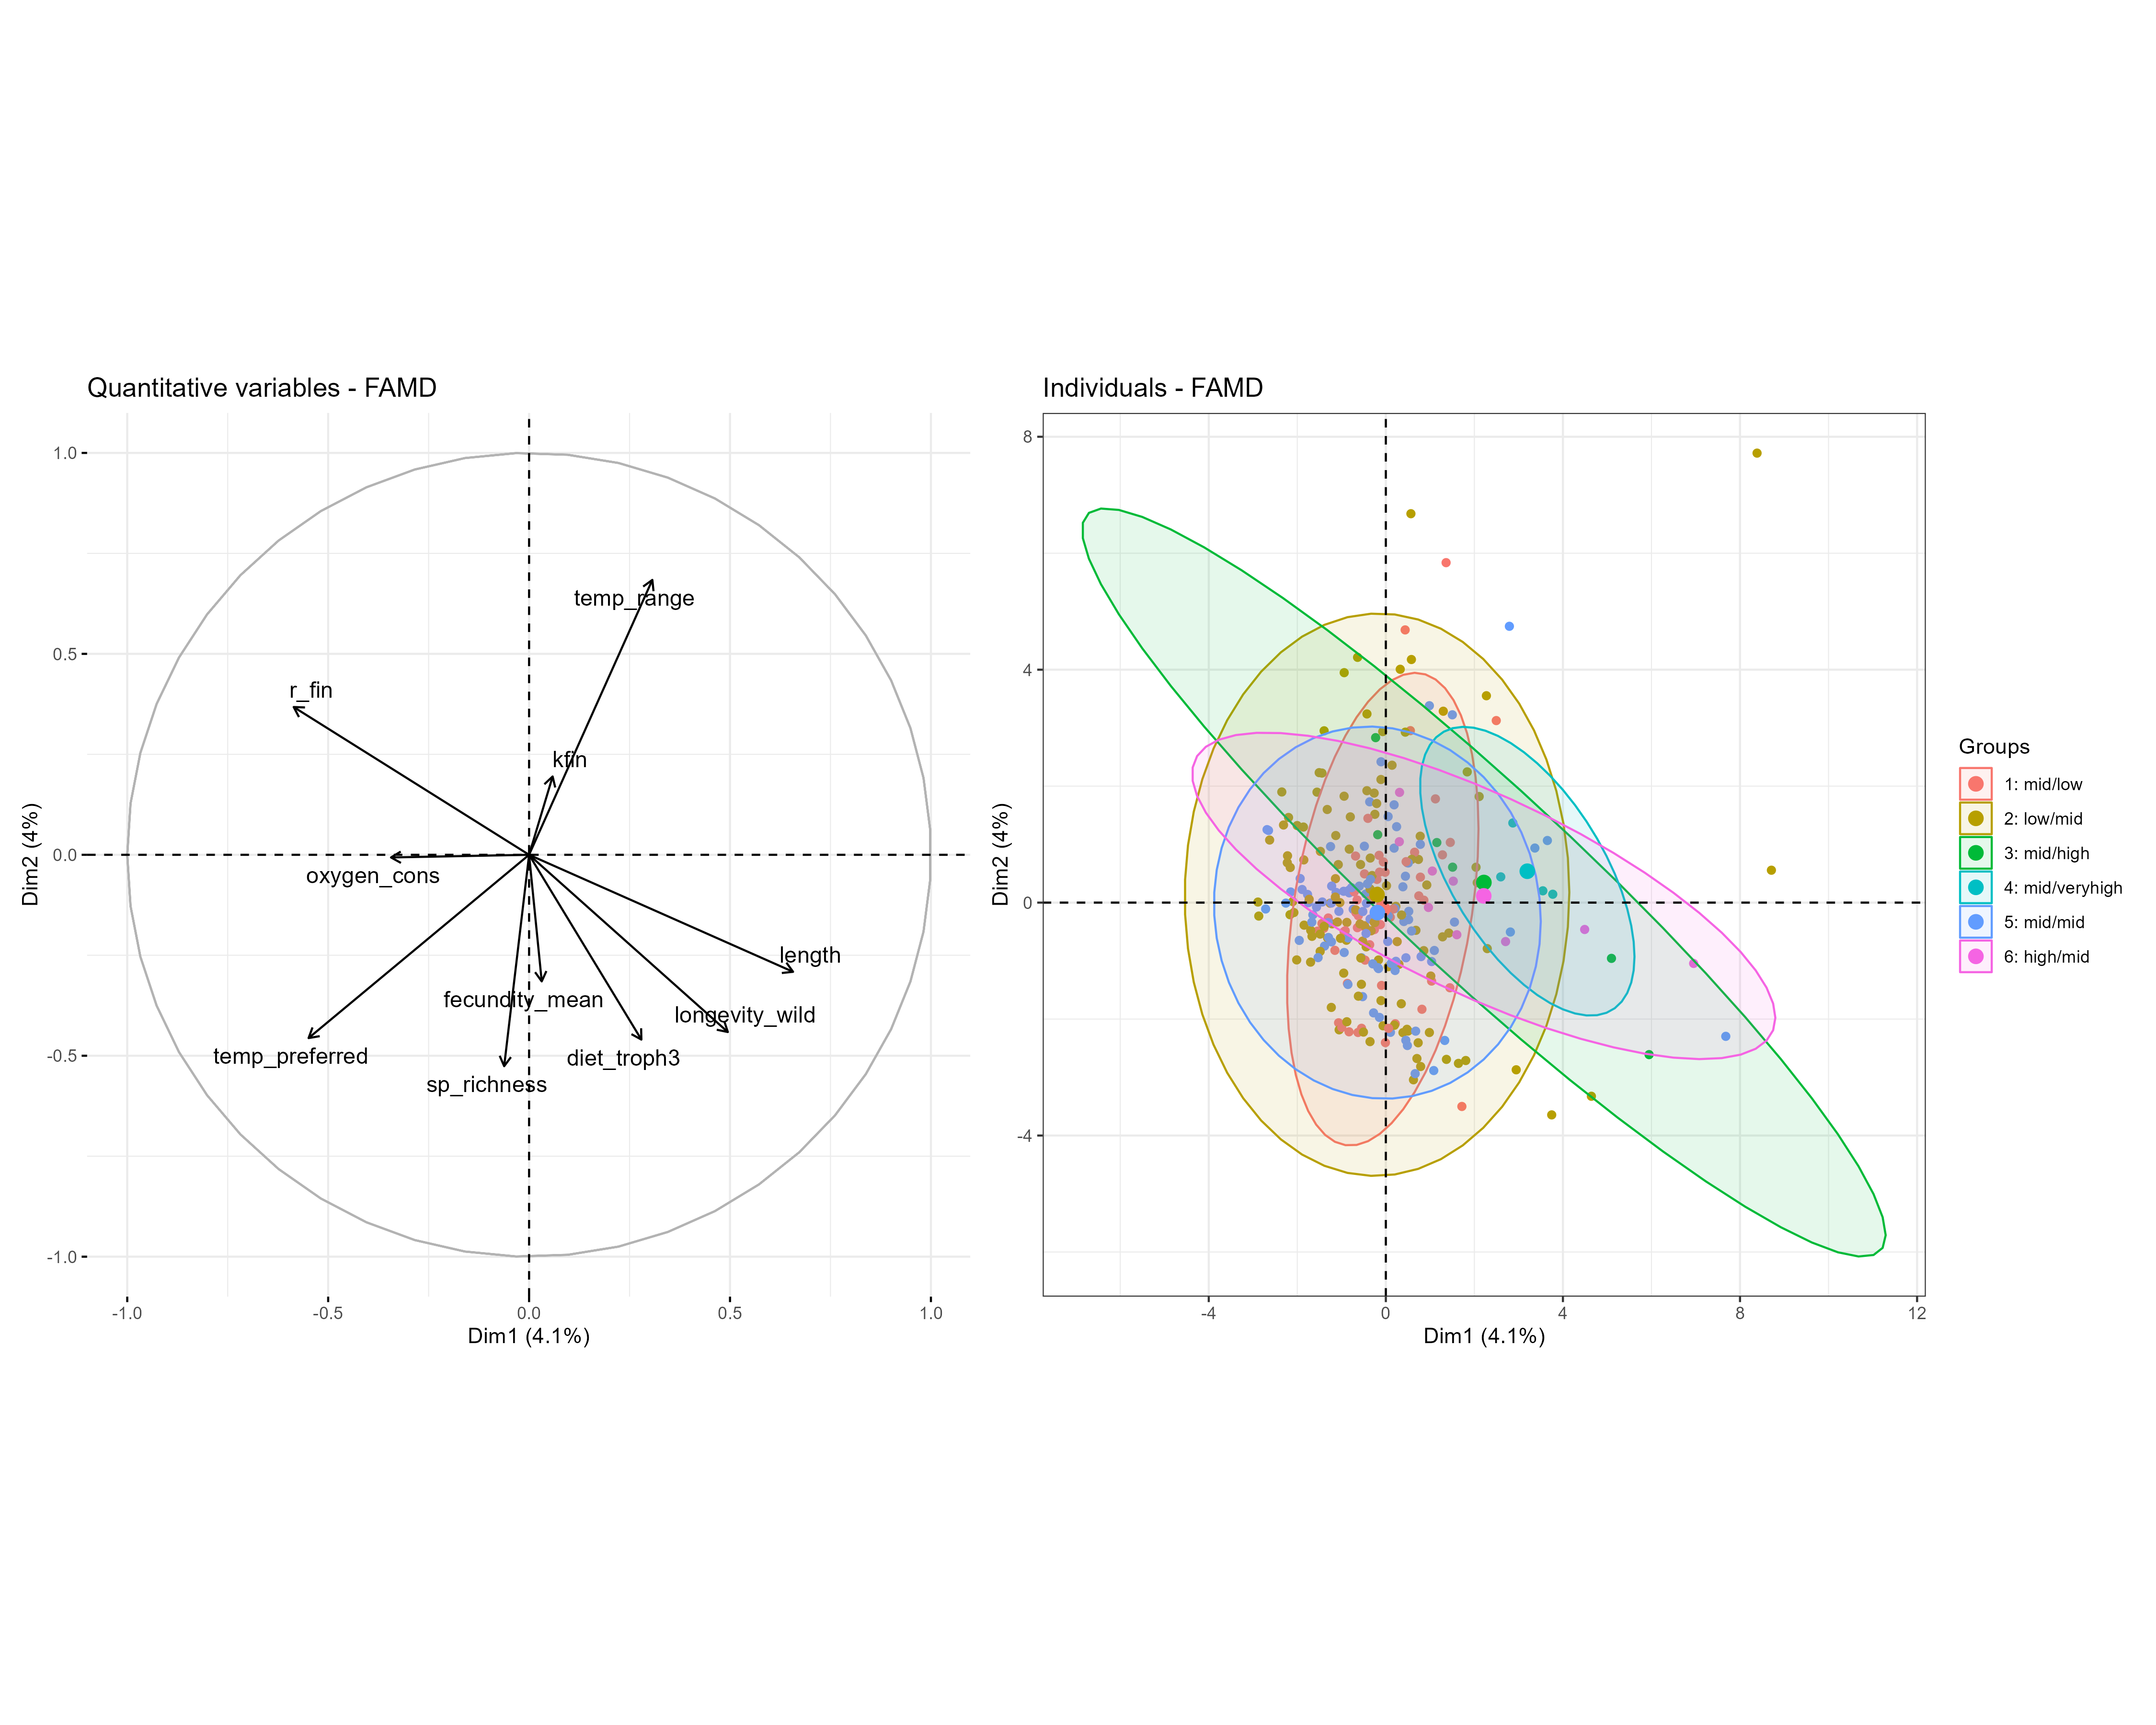 Quantitative variables - FAMD
1.0
0.5
0.0
-0.5
-1.0
Dim2 (4%)
temp_range
r_fin
kfin
oxygen_cons
length
fecundity_mean
longevity_wild
temp_preferred
diet_troph3
sp_richness
-1.0
-0.5
0.0
0.5
1.0
Dim1 (4.1%)
Individuals - FAMD
8
4
0
-4
Dim2 (4%)
-4
0
4
8
12
Dim1 (4.1%)
Groups
1: mid/low
2: low/mid
3: mid/high
4: mid/veryhigh
5: mid/mid
6: high/mid